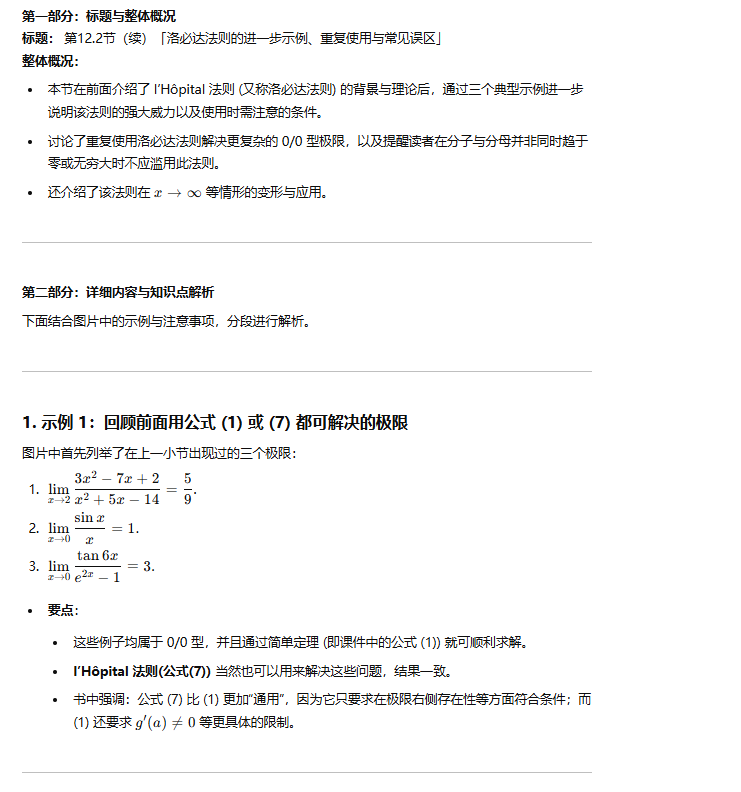 第一部分：标题与整体概况
标题： 第12.2节（续）「洛必达法则的进一步示例、重复使用与常见误区」
整体概况：
• 本节在前面介绍了 l’Hôpital 法则 (又称洛必达法则) 的背景与理论后，通过三个典型示例进一步
说明该法则的强大威力以及使用时需注意的条件。
• 讨论了重复使用洛必达法则解决更复杂的 0/0 型极限，以及提醒读者在分子与分母并非同时趋于
零或无穷大时不应滥用此法则。
• 还介绍了该法则在 x → ∞ 等情形的变形与应用。
第二部分：详细内容与知识点解析
下面结合图片中的示例与注意事项，分段进行解析。
1. 示例 1：回顾前面用公式 (1) 或 (7) 都可解决的极限
图片中首先列举了在上一小节出现过的三个极限：
1. lim_{x→2} \frac{3x^2 − 7x + 2}{x^2 + 5x − 14} = \frac{5}{9}.
2. lim_{x→0} \frac{sin x}{x} = 1.
3. lim_{x→0} \frac{tan 6x}{e^{2x} − 1} = 3.
• 要点：
• 这些例子均属于 0/0 型，并且通过简单定理 (即课件中的公式 (1)) 就可顺利求解。
• l’Hôpital 法则(公式(7)) 当然也可以用来解决这些问题，结果一致。
• 书中强调：公式 (7) 比 (1) 更加“通用”，因为它只要求在极限右侧存在性等方面符合条件；而
(1) 还要求 g′(a) ≠ 0 等更具体的限制。